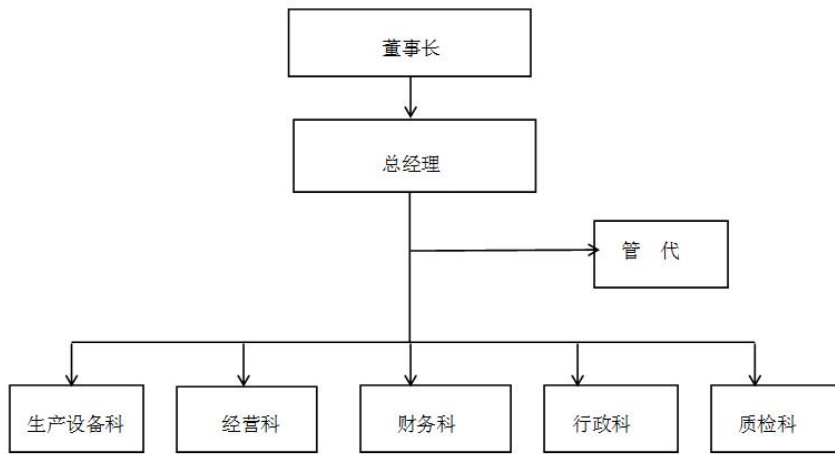 董事长
总经理
管 代
生产设备科
经营科
财务科
行政科
质检科